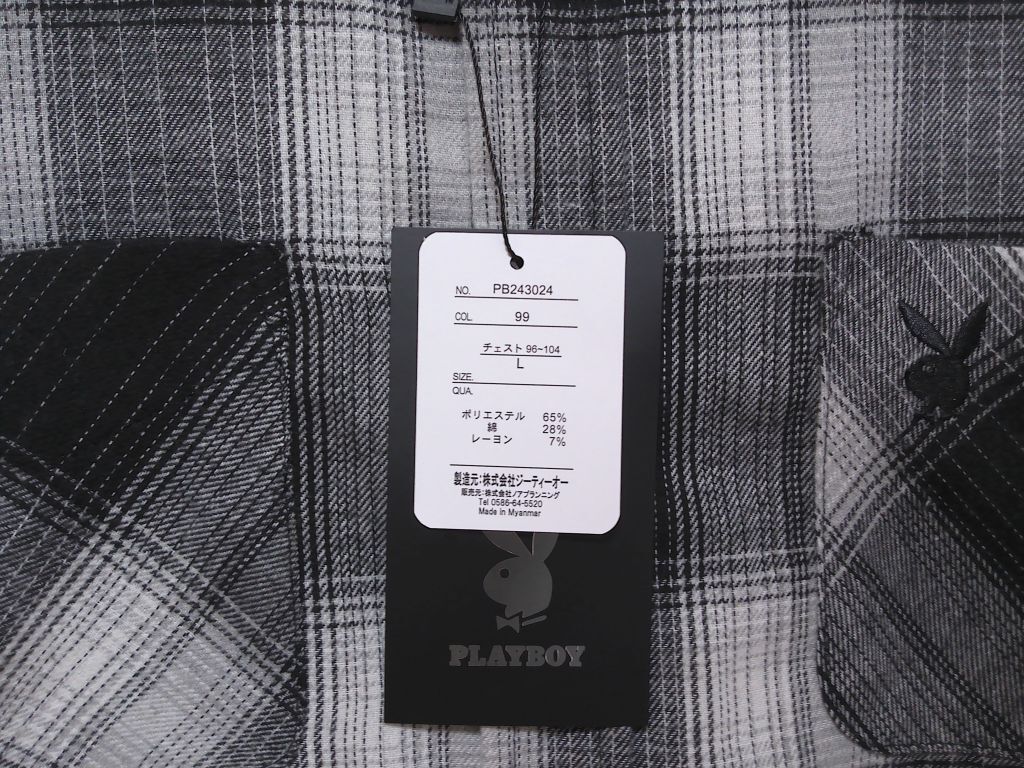 NO. PB243024
COL. 99
チェスト 96~104
L
SIZE.
QUA.
ポリエステル 65%
綿 28%
レーヨン 7%
製造元:株式会社ジーティーオー
販売元:株式会社ノアプランニング
Tel 0586-64-5520
Made in Myanmar
PLAYBOY